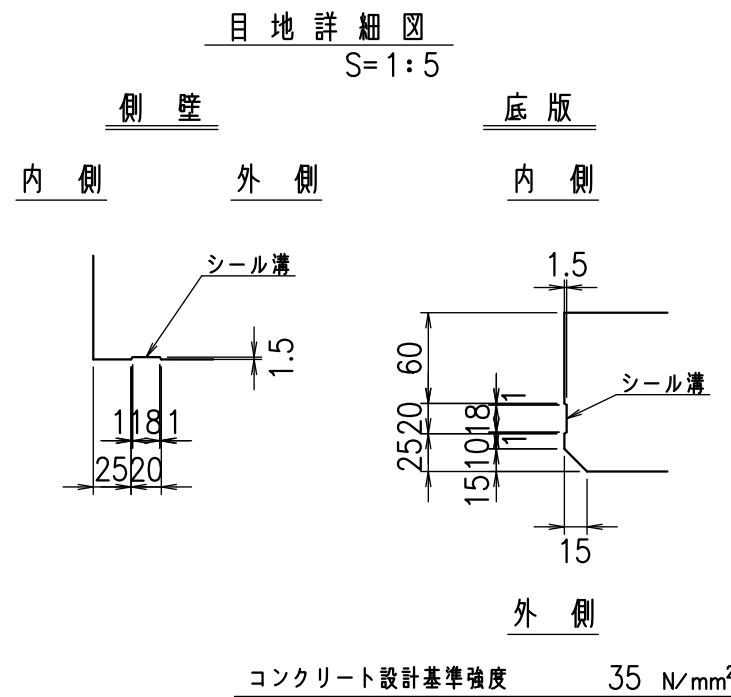 目地詳細図
S=1:5
側壁
底版
内側
外側
内側
シール溝
1.5
1 18 1
25 20
1.5
シール溝
60
20
25
1
18
1
10
15
15
外側
コンクリート設計基準強度 35 N/mm²